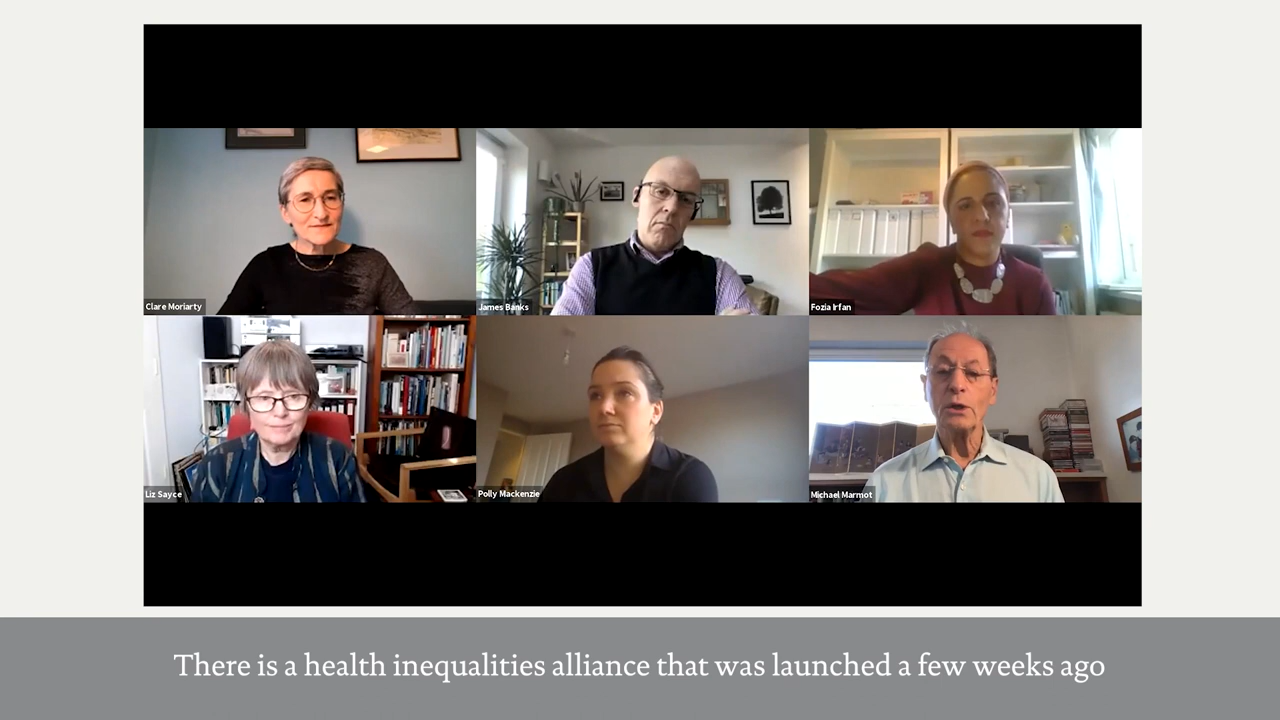 Clare Moriarty
James Banks
Fozia Irfan
Liz Sayce
Polly Mackenzie
Michael Marmot
There is a health inequalities alliance that was launched a few weeks ago